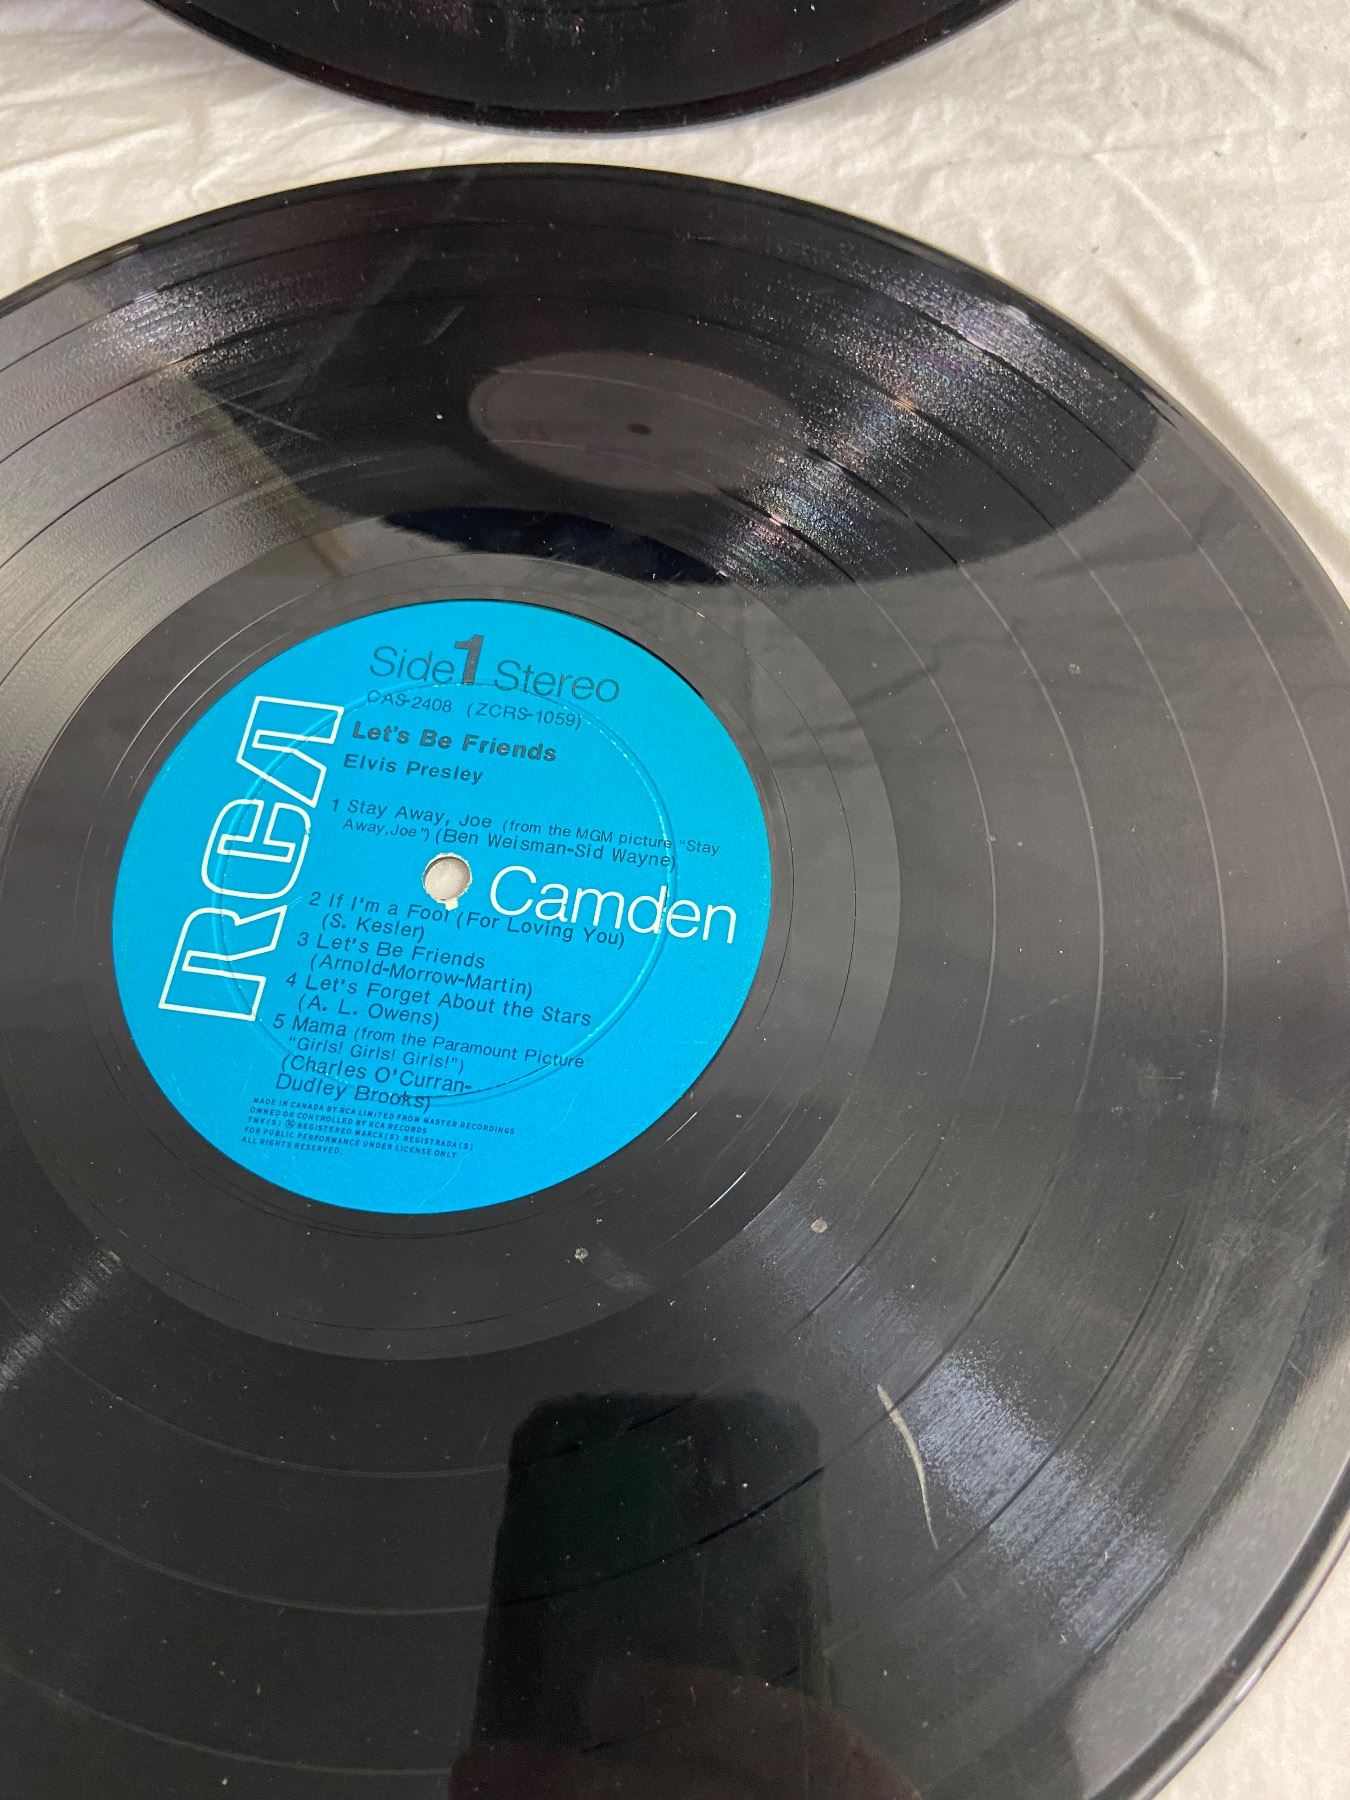 Side 1 Stereo
CAS-2408 (ZCRS-1059)
Let's Be Friends
Elvis Presley
1 Stay Away, Joe (from the MGM picture "Stay
Away, Joe") (Ben Weisman-Sid Wayne)
RCA
Camden
2 If I'm a Fool (For Loving You)
(S. Kesler)
3 Let's Be Friends
(Arnold-Morrow-Martin)
4 Let's Forget About the Stars
(A. L. Owens)
5 Mama (from the Paramount Picture
"Girls! Girls! Girls!")
(Charles O'Curran-
Dudley Brooks)
MADE IN CANADA BY RCA LIMITED FROM MASTER RECORDINGS
OWNED OR CONTROLLED BY RCA RECORDS
TMK(S) ® REGISTERED MARCA(S) REGISTRADA(S)
FOR PUBLIC PERFORMANCE UNDER LICENSE ONLY
ALL RIGHTS RESERVED.